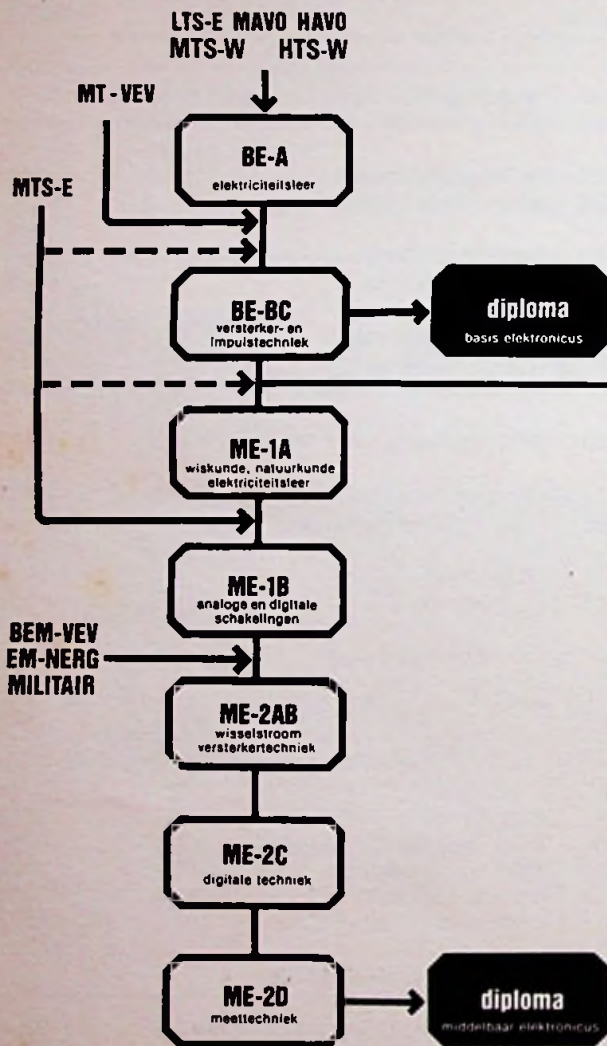 LTS-E MAVO HAVO
MTS-W HTS-W
MT-VEV
BE-A
elektriciteitsleer
MTS-E
BE-BC
versterker- en
impulstechniek
diploma
basis elektronicus
ME-1A
wiskunde, natuurkunde
elektriciteitsleer
ME-1B
analoge en digitale
schakelingen
BEM-VEV
EM-NERG
MILITAIR
ME-2AB
wisselstroom
versterkertechniek
ME-2C
digitale techniek
ME-2D
meettechniek
diploma
middelbaar elektronicus